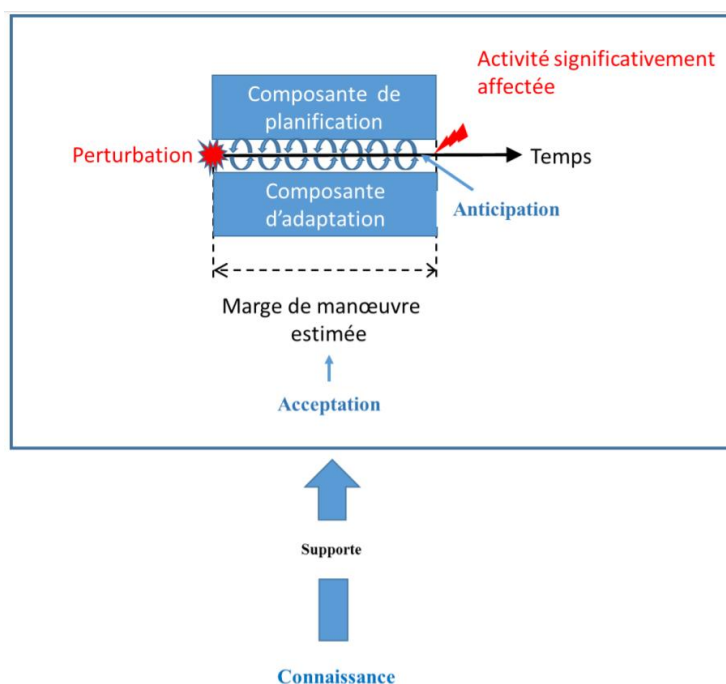 Activité significativement
affectée
Composante de
planification
Perturbation
Temps
Composante
d'adaptation
Anticipation
Marge de manœuvre
estimée
Acceptation
Supporte
Connaissance